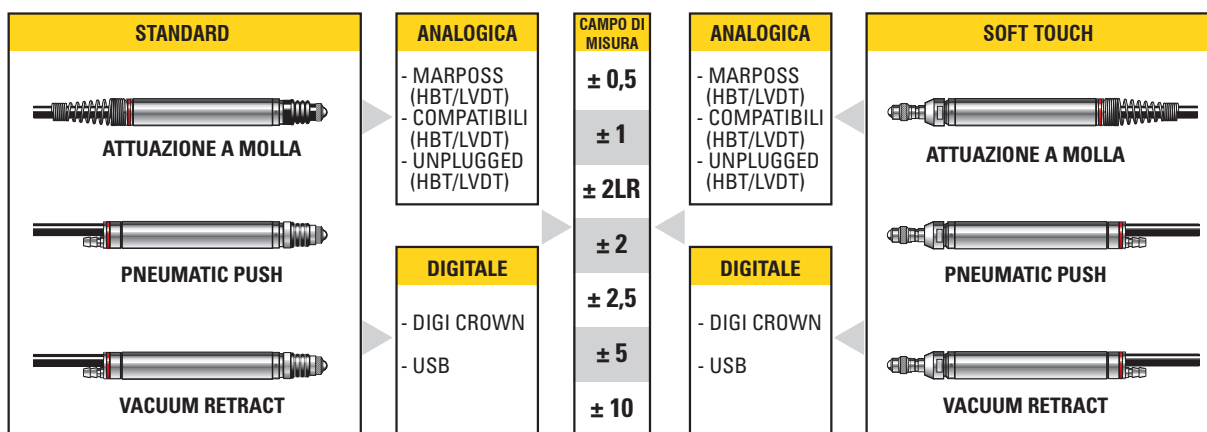 STANDARD
ATTUAZIONE A MOLLA
PNEUMATIC PUSH
VACUUM RETRACT
ANALOGICA
- MARPOSS
(HBT/LVDT)
- COMPATIBILI
(HBT/LVDT)
- UNPLUGGED
(HBT/LVDT)
DIGITALE
- DIGI CROWN
- USB
CAMPO DI
MISURA
± 0,5
± 1
± 2LR
± 2
± 2,5
± 5
± 10
ANALOGICA
- MARPOSS
(HBT/LVDT)
- COMPATIBILI
(HBT/LVDT)
- UNPLUGGED
(HBT/LVDT)
DIGITALE
- DIGI CROWN
- USB
SOFT TOUCH
ATTUAZIONE A MOLLA
PNEUMATIC PUSH
VACUUM RETRACT